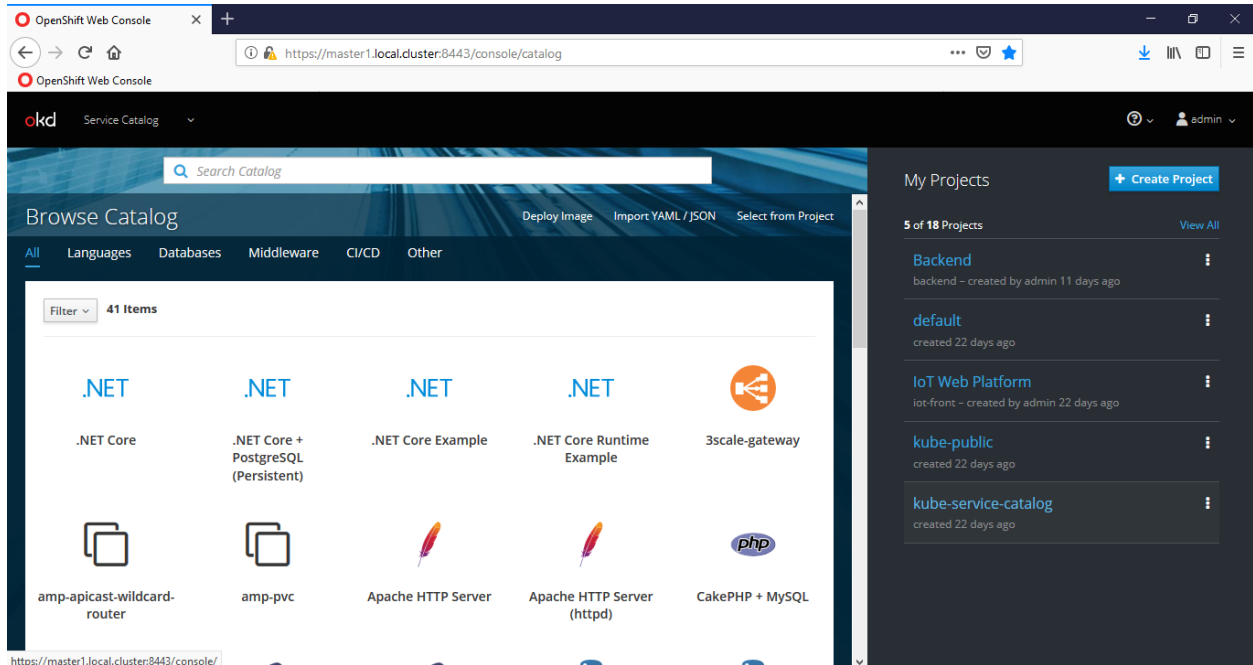 OpenShift Web Console
https://master1.local.cluster:8443/console/catalog
OpenShift Web Console
okd Service Catalog admin
Search Catalog
Browse Catalog Deploy Image Import YAML / JSON Select from Project
All Languages Databases Middleware CI/CD Other
Filter 41 Items
.NET .NET .NET .NET
.NET Core .NET Core + .NET Core Example .NET Core Runtime 3scale-gateway
PostgreSQL Example
(Persistent)
php
amp-apicast-wildcard- amp-pvc Apache HTTP Server Apache HTTP Server CakePHP + MySQL
router (httpd)
https://master1.local.cluster:8443/console/
My Projects + Create Project
5 of 18 Projects View All
Backend
backend – created by admin 11 days ago
default
created 22 days ago
IoT Web Platform
iot-front – created by admin 22 days ago
kube-public
created 22 days ago
kube-service-catalog
created 22 days ago